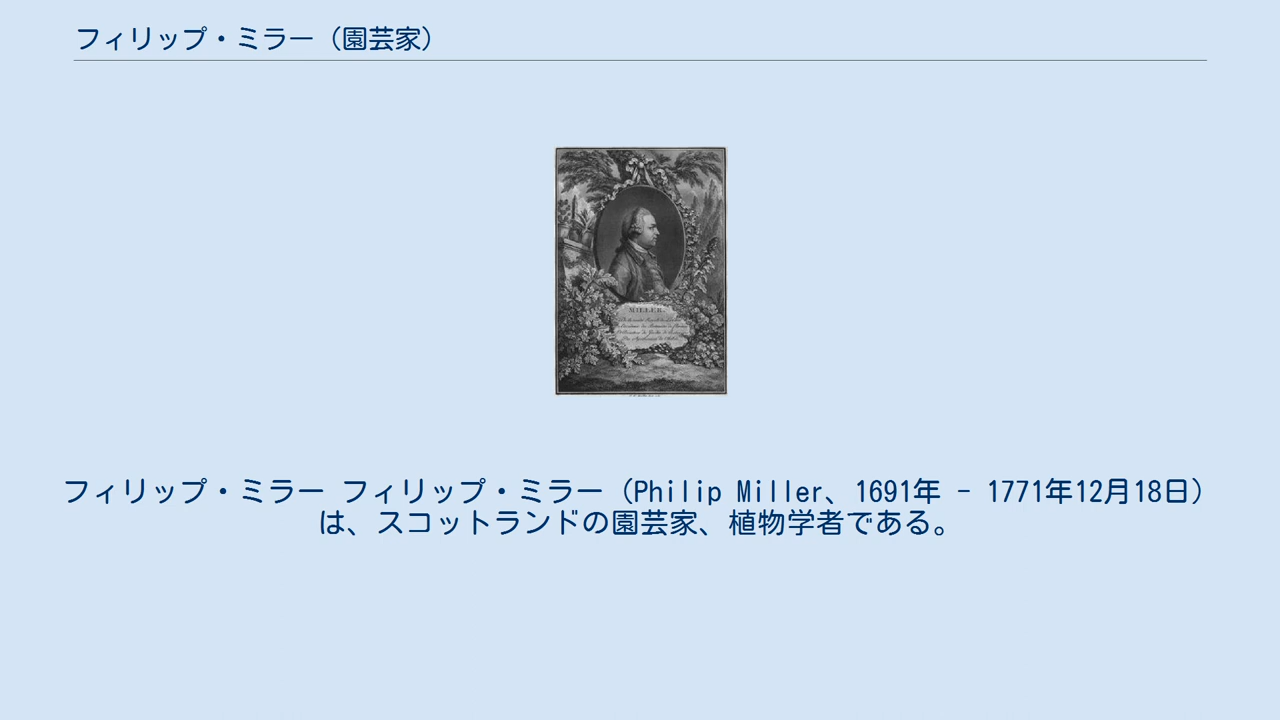 フィリップ・ミラー（園芸家）
MILLER.
フィリップ・ミラー フィリップ・ミラー（Philip Miller、1691年 - 1771年12月18日）
は、スコットランドの園芸家、植物学者である。